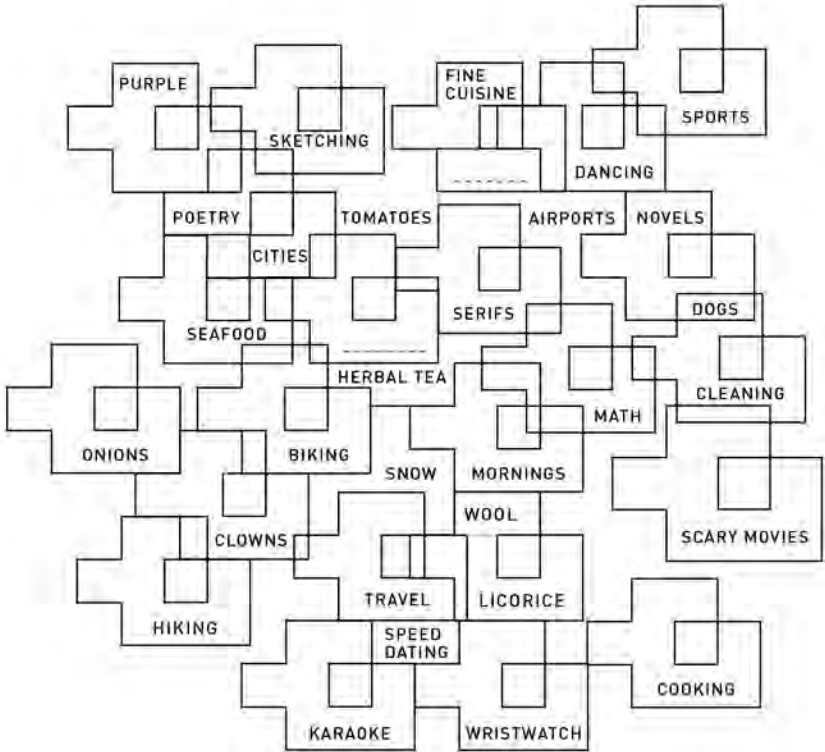 PURPLE
FINE
CUISINE
SPORTS
SKETCHING
DANCING
POETRY
TOMATOES
AIRPORTS
NOVELS
CITIES
SERIFS
DOGS
SEAFOOD
HERBAL TEA
CLEANING
MATH
ONIONS
BIKING
SNOW
MORNINGS
WOOL
CLOWNS
SCARY MOVIES
TRAVEL
LICORICE
HIKING
SPEED
DATING
COOKING
KARAOKE
WRISTWATCH